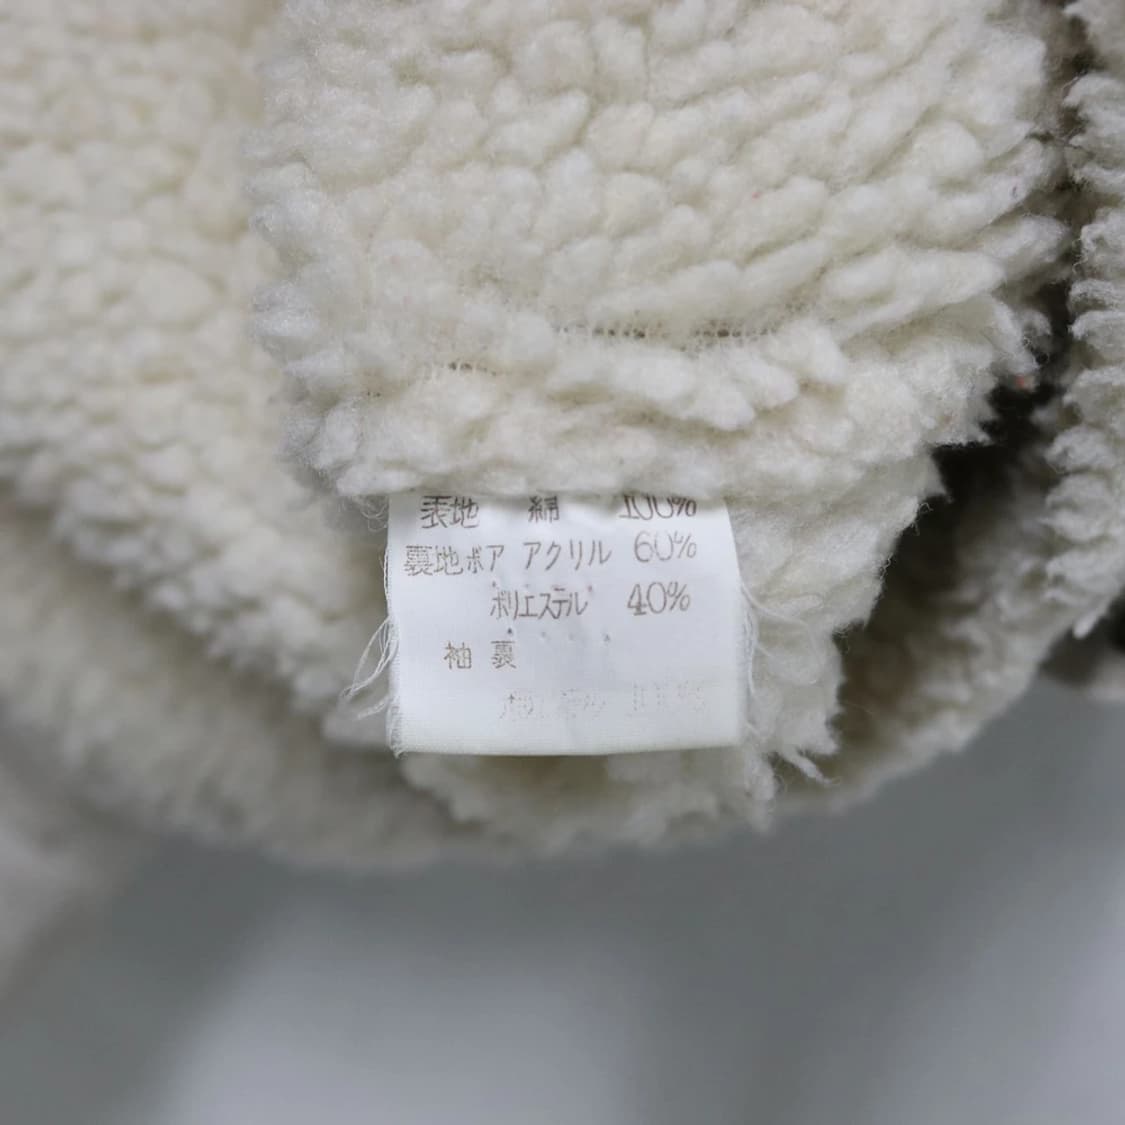 表地 綿 100%
裏地ボア アクリル 60%
ポリエステル 40%
袖裏
100%